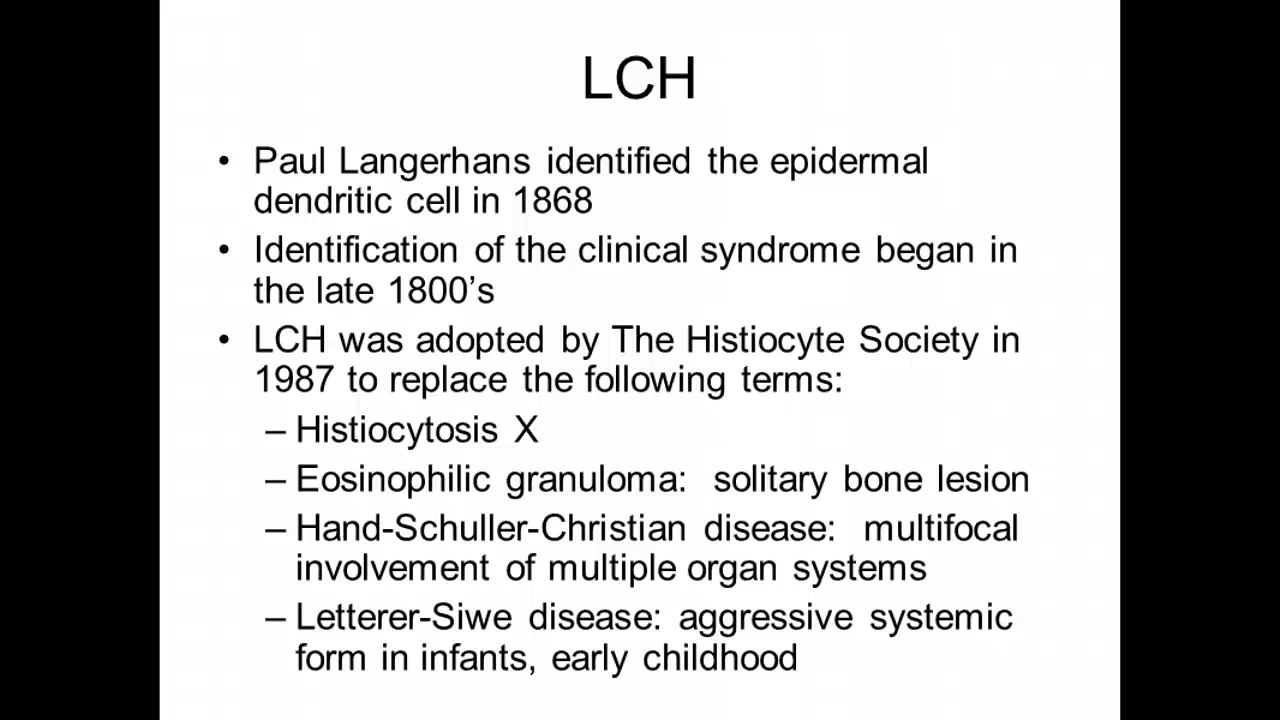 LCH
• Paul Langerhans identified the epidermal
dendritic cell in 1868
• Identification of the clinical syndrome began in
the late 1800’s
• LCH was adopted by The Histiocyte Society in
1987 to replace the following terms:
– Histiocytosis X
– Eosinophilic granuloma: solitary bone lesion
– Hand-Schuller-Christian disease: multifocal
involvement of multiple organ systems
– Letterer-Siwe disease: aggressive systemic
form in infants, early childhood